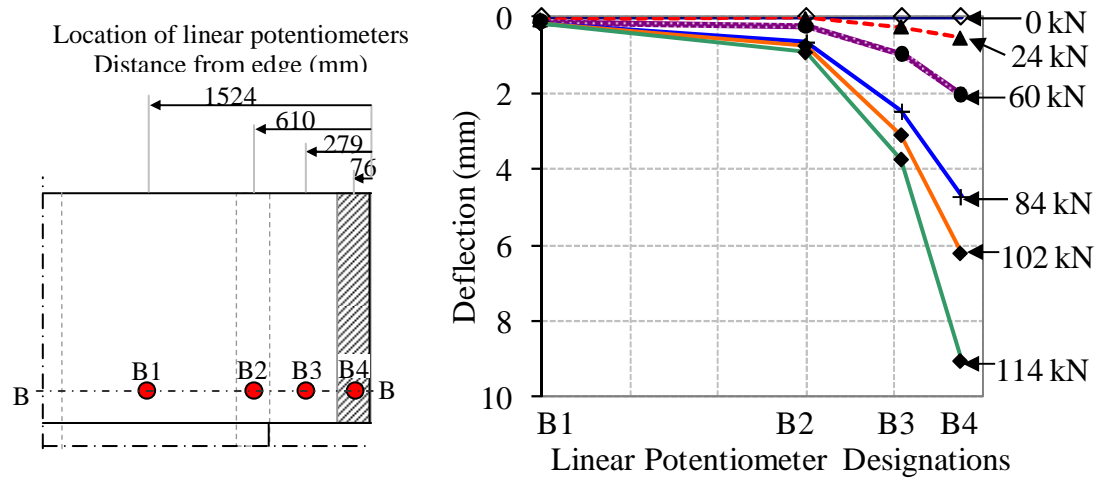 Location of linear potentiometers
Distance from edge (mm)
1524
610
279
76
B1
B2
B3
B4
B
B
Deflection (mm)
0
2
4
6
8
10
0 kN
24 kN
60 kN
84 kN
102 kN
114 kN
B1
B2
B3
B4
Linear Potentiometer Designations